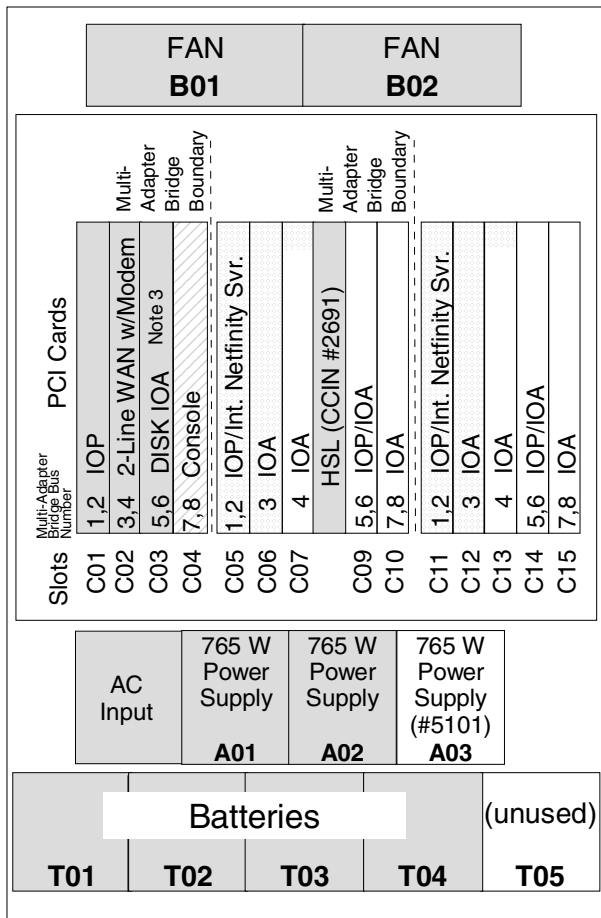 FAN
B01
FAN
B02
Multi-
Adapter
Bridge
Boundary
Multi-
Adapter
Bridge
Boundary
PCI Cards
Multi-Adapter
Bridge Bus
Number
Slots
1,2 IOP
C01
3,4 2-Line WAN w/Modem
C02
5,6 DISK IOA Note 3
C03
7,8 Console
C04
1,2 IOP/Int. Netfinity Svr.
C05
3 IOA
C06
4 IOA
C07
HSL (CCIN #2691)
5,6 IOP/IOA
C09
7,8 IOA
C10
1,2 IOP/Int. Netfinity Svr.
C11
3 IOA
C12
4 IOA
C13
5,6 IOP/IOA
C14
7,8 IOA
C15
AC
Input
765 W
Power
Supply
A01
765 W
Power
Supply
A02
765 W
Power
Supply
(#5101)
A03
Batteries
(unused)
T01
T02
T03
T04
T05